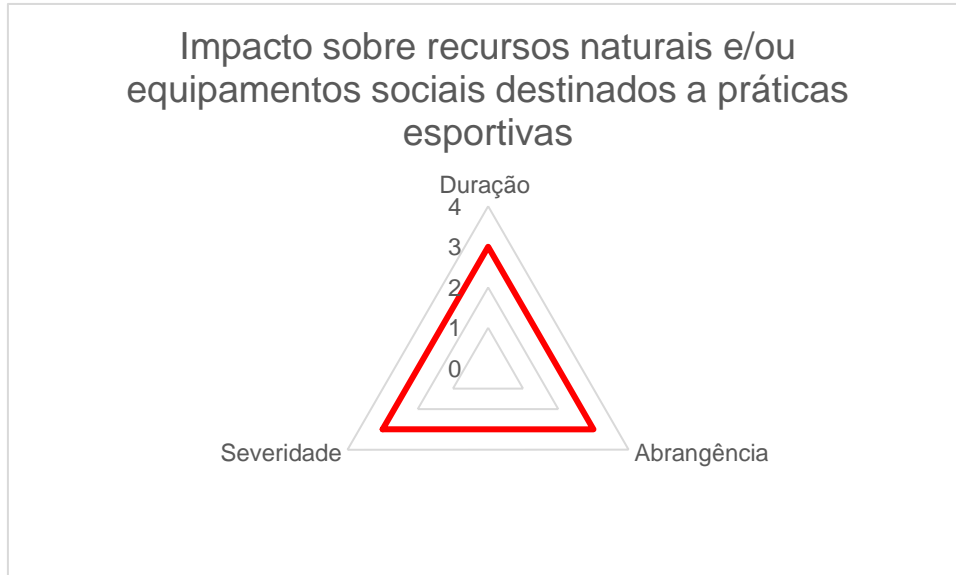 Impacto sobre recursos naturais e/ou
equipamentos sociais destinados a práticas
esportivas
Duração
4
3
2
1
0
Severidade
Abrangência